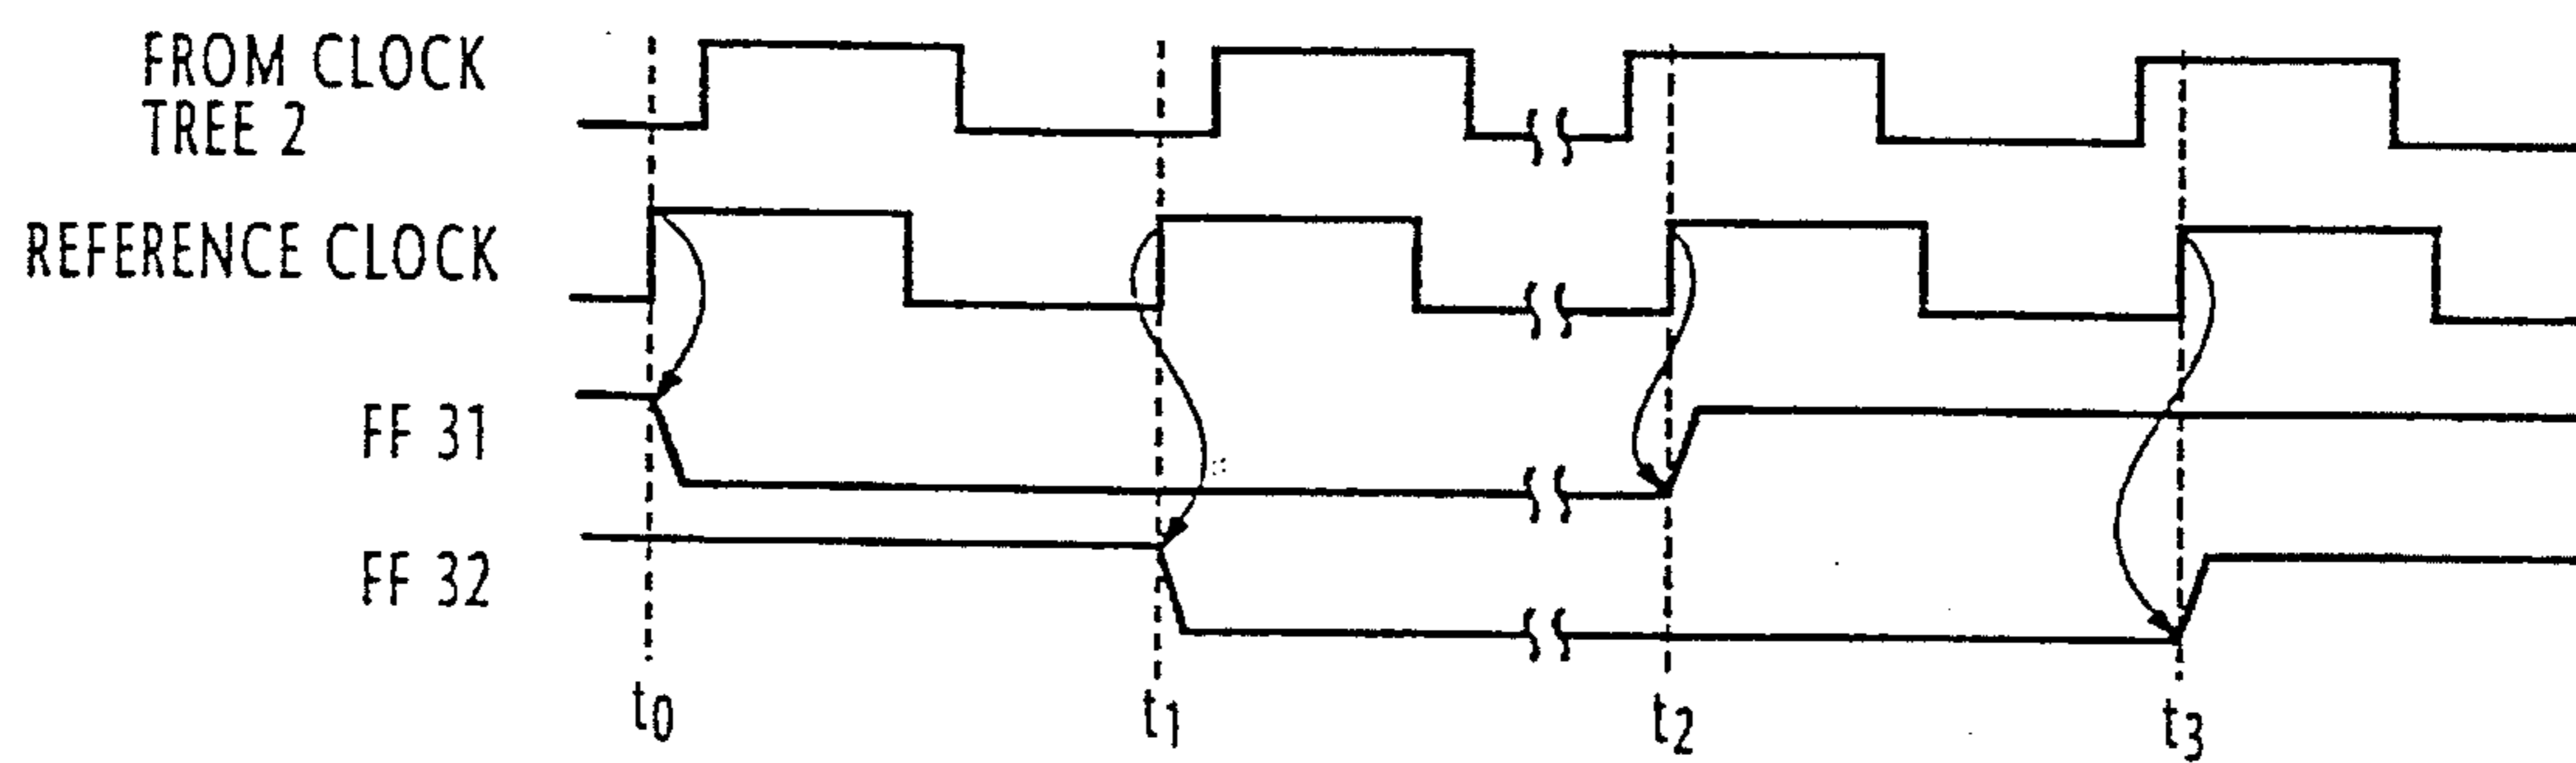 FROM CLOCK
TREE 2
REFERENCE CLOCK
FF 31
FF 32
t0 t1 t2 t3